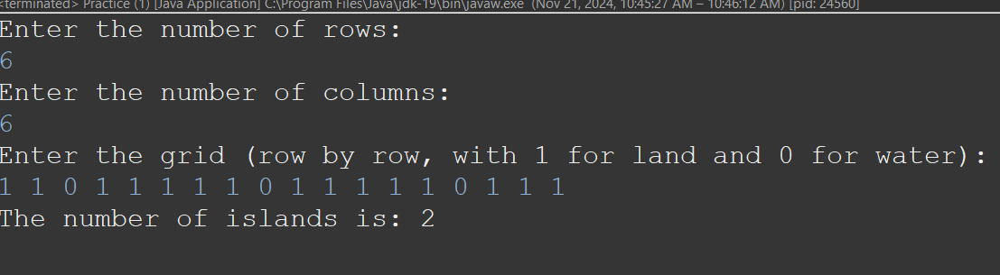 <terminated> Practice (1) [Java Application] C:\Program Files\Java\jdk-19\bin\javaw.exe (Nov 21, 2024, 10:45:27 AM – 10:46:12 AM) [pid: 24560]
Enter the number of rows:
6
Enter the number of columns:
6
Enter the grid (row by row, with 1 for land and 0 for water):
1 1 0 1 1 1 1 1 0 1 1 1 1 1 0 1 1 1
The number of islands is: 2